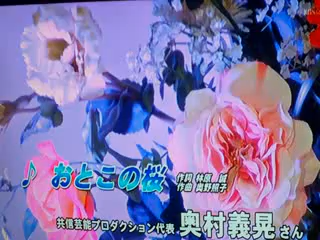 ♪ おとこの桜
作詞 林原 誠
作曲 奥野照子
共信芸能プロダクション代表 奥村義晃さん